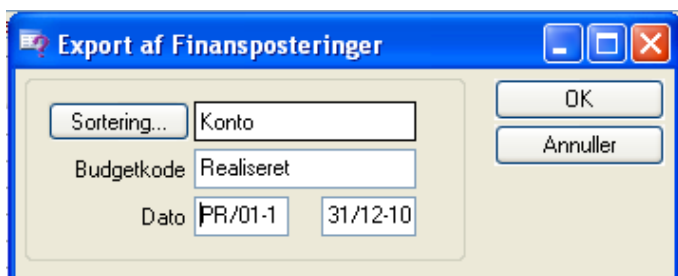 Export af Finansposteringer
OK
Sortering... Konto
Annuller
Budgetkode Realiseret
Dato PR/01-1 31/12-10